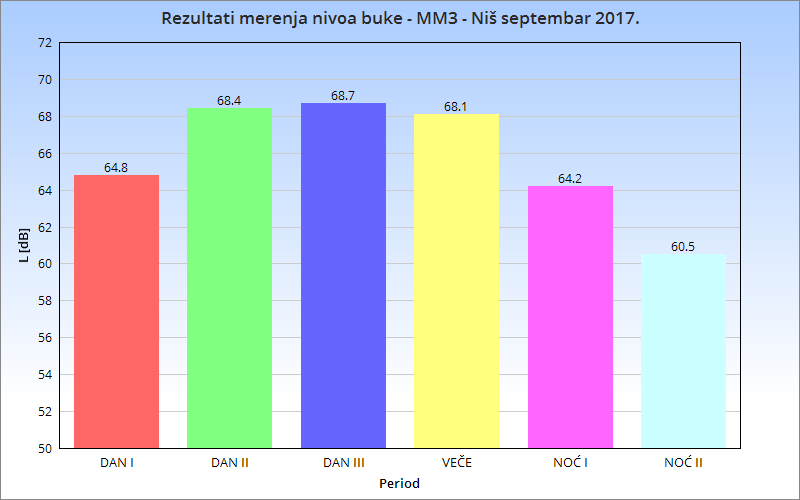 Rezultati merenja nivoa buke - MM3 - Niš septembar 2017.
72
70
68
66
64
62
60
58
56
54
52
50
L [dB]
64.8
68.4
68.7
68.1
64.2
60.5
DAN I
DAN II
DAN III
VEČE
NOĆ I
NOĆ II
Period